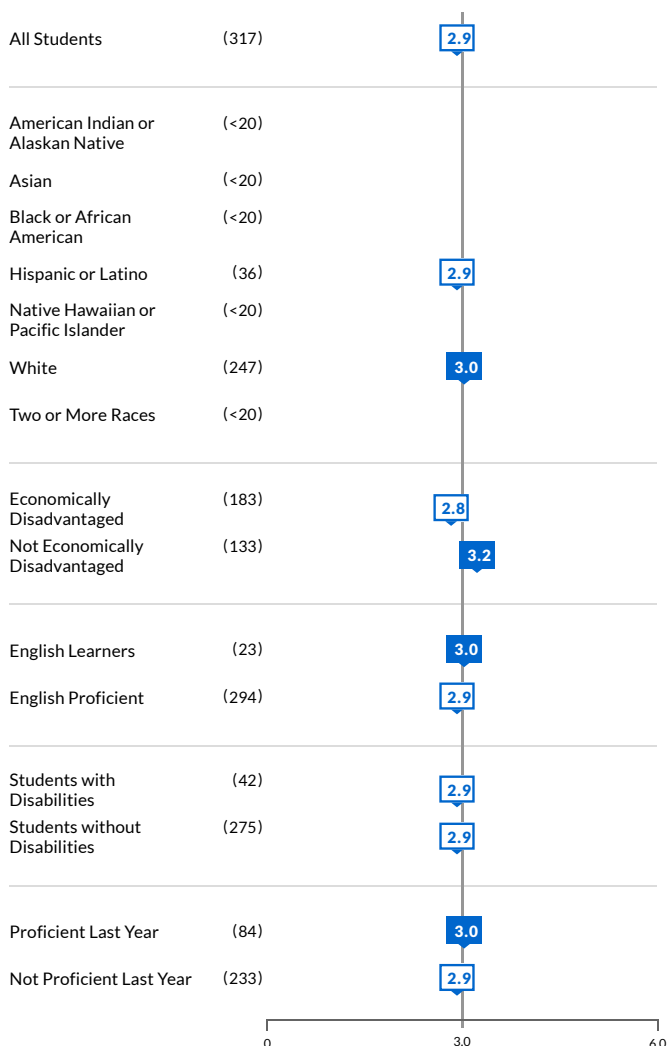 All Students (317) 2.9
American Indian or (<20)
Alaskan Native
Asian (<20)
Black or African (<20)
American
Hispanic or Latino (36) 2.9
Native Hawaiian or (<20)
Pacific Islander
White (247) 3.0
Two or More Races (<20)
Economically (183) 2.8
Disadvantaged
Not Economically (133) 3.2
Disadvantaged
English Learners (23) 3.0
English Proficient (294) 2.9
Students with (42) 2.9
Disabilities
Students without (275) 2.9
Disabilities
Proficient Last Year (84) 3.0
Not Proficient Last Year (233) 2.9
0 3.0 6.0